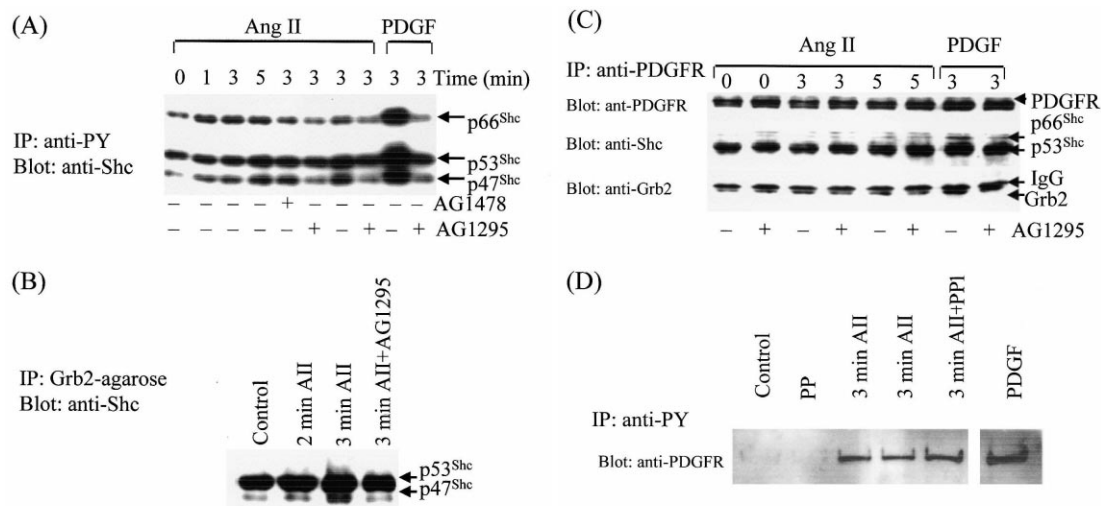 (A)
Ang II PDGF
0 1 3 5 3 3 3 3 3 3 Time (min)
IP: anti-PY
Blot: anti-Shc
p66Shc
p53Shc
p47Shc
– – – – + – – – – – AG1478
– – – – – + – + – + AG1295
(B)
IP: Grb2-agarose
Blot: anti-Shc
Control
2 min AII
3 min AII
3 min AII+AG1295
p53Shc
p47Shc
(C)
Ang II PDGF
IP: anti-PDGFR
0 0 3 3 5 5 3 3
Blot: ant-PDGFR
PDGFR
p66Shc
Blot: anti-Shc
p53Shc
Blot: anti-Grb2
IgG
Grb2
– + – + – + – + AG1295
(D)
Control
PP
3 min AII
3 min AII
3 min AII+PP1
PDGF
IP: anti-PY
Blot: anti-PDGFR